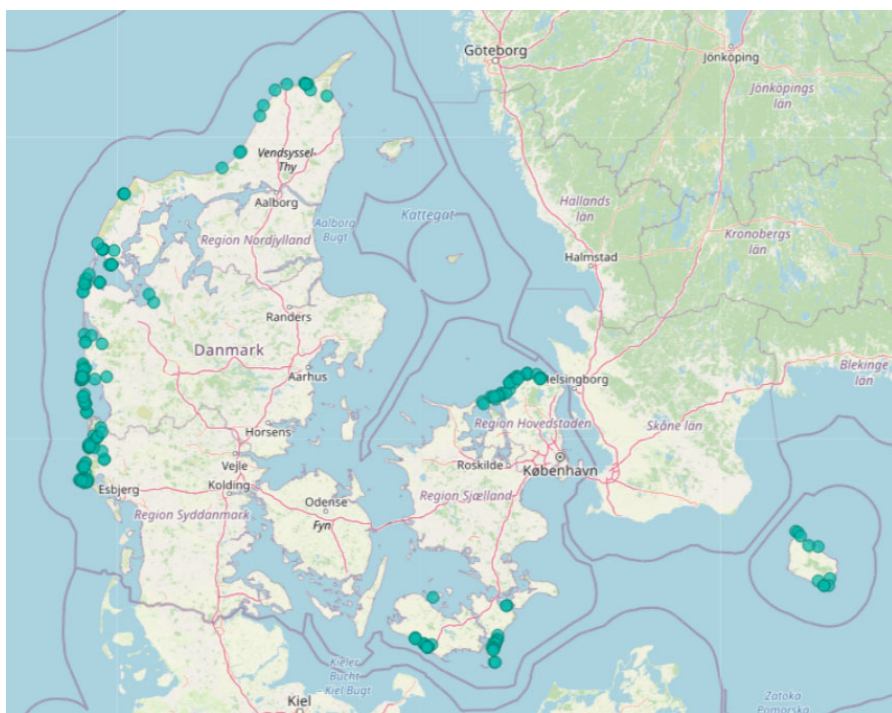 Göteborg
Jönköping
Jönköpings
län
Vendsyssel-
Thy
Aalborg
Aalborg
Bugt
Kattegat
Hallands
län
Kronobergs
län
Region Nordjylland
Halmstad
Randers
Danmark
Aarhus
Blekinge
län
Helsingborg
Skåne län
Region Hovedstaden
Horsens
Vejle
Kolding
Roskilde
København
Esbjerg
Region Syddanmark
Odense
Fyn
Region Sjælland
Kieler
Bucht
Kiel Bugt
Kiel
Zatoka
Pomorska